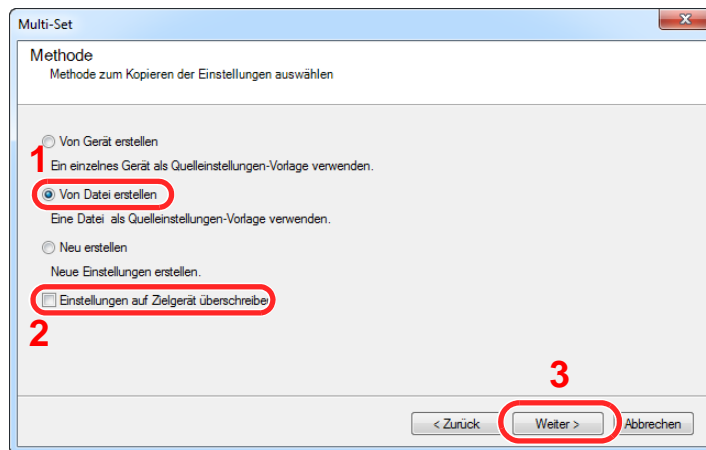 Multi-Set
Methode
Methode zum Kopieren der Einstellungen auswählen
Von Gerät erstellen
1
Ein einzelnes Gerät als Quelleinstellungen-Vorlage verwenden.
Von Datei erstellen
Eine Datei als Quelleinstellungen-Vorlage verwenden.
Neu erstellen
Neue Einstellungen erstellen.
Einstellungen auf Zielgerät überschreiben
2
3
< Zurück Weiter > Abbrechen